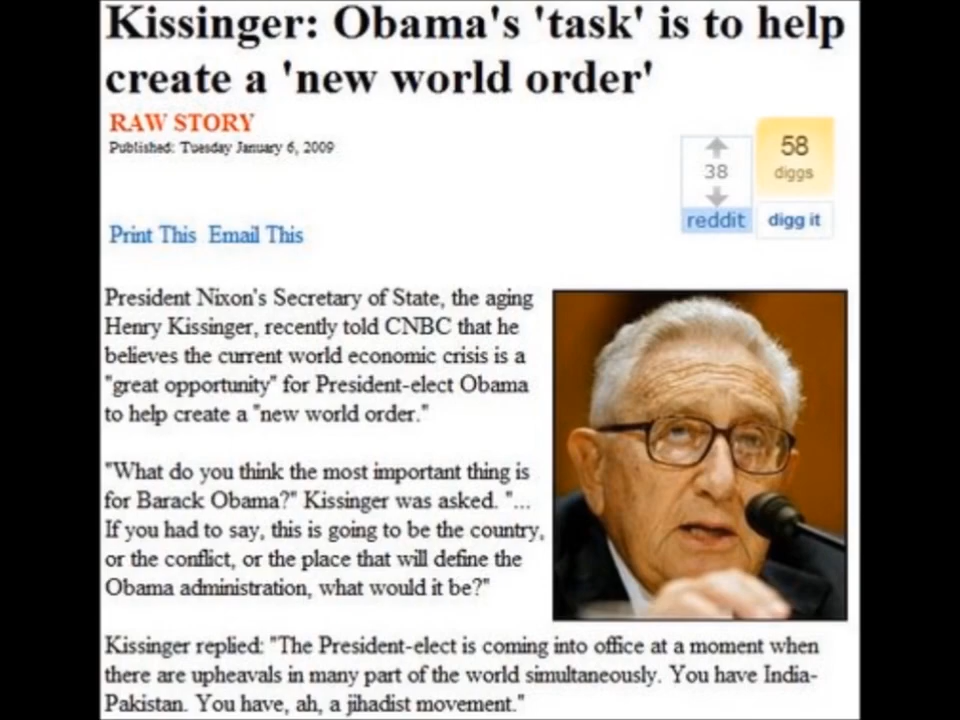 Kissinger: Obama's 'task' is to help
create a 'new world order'
RAW STORY
Published: Tuesday January 6, 2009
38
reddit
58
diggs
digg it
Print This Email This
President Nixon's Secretary of State, the aging
Henry Kissinger, recently told CNBC that he
believes the current world economic crisis is a
"great opportunity" for President-elect Obama
to help create a "new world order."
"What do you think the most important thing is
for Barack Obama?" Kissinger was asked. "...
If you had to say, this is going to be the country,
or the conflict, or the place that will define the
Obama administration, what would it be?"
Kissinger replied: "The President-elect is coming into office at a moment when
there are upheavals in many part of the world simultaneously. You have India-
Pakistan. You have, ah, a jihadist movement."